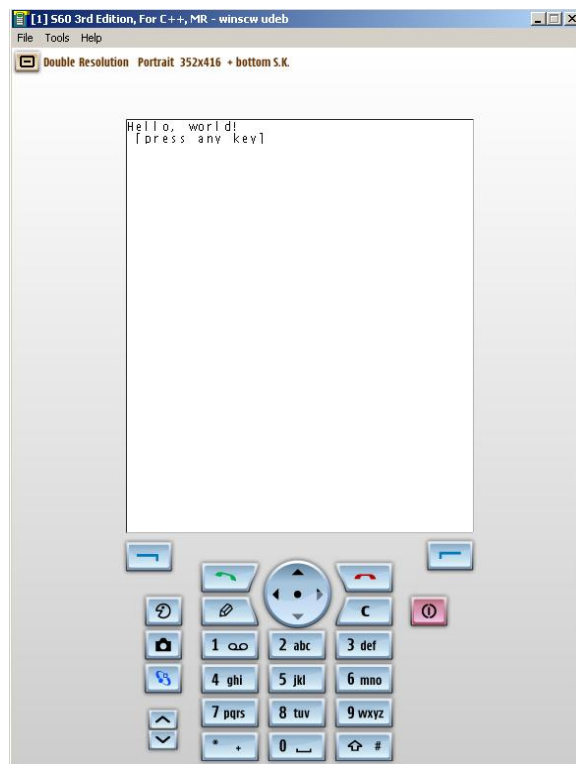 [1] S60 3rd Edition, For C++, MR - winscw udeb
File Tools Help
Double Resolution Portrait 352x416 + bottom S.K.
Hello, world!
[press any key]
C
1 2 abc 3 def
4 ghi 5 jkl 6 mno
7 pqrs 8 tuv 9 wxyz
* + 0 #